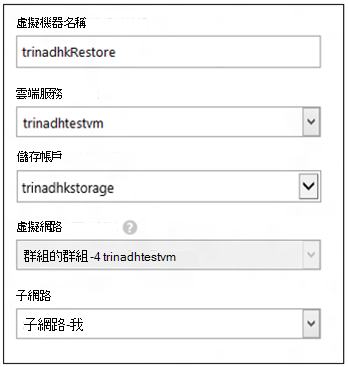 虛擬機器名稱
trinadhkRestore
雲端服務
trinadhtestvm
儲存帳戶
trinadhkstorage
虛擬網路 ?
群組的群組-4 trinadhtestvm
子網路
子網路-我